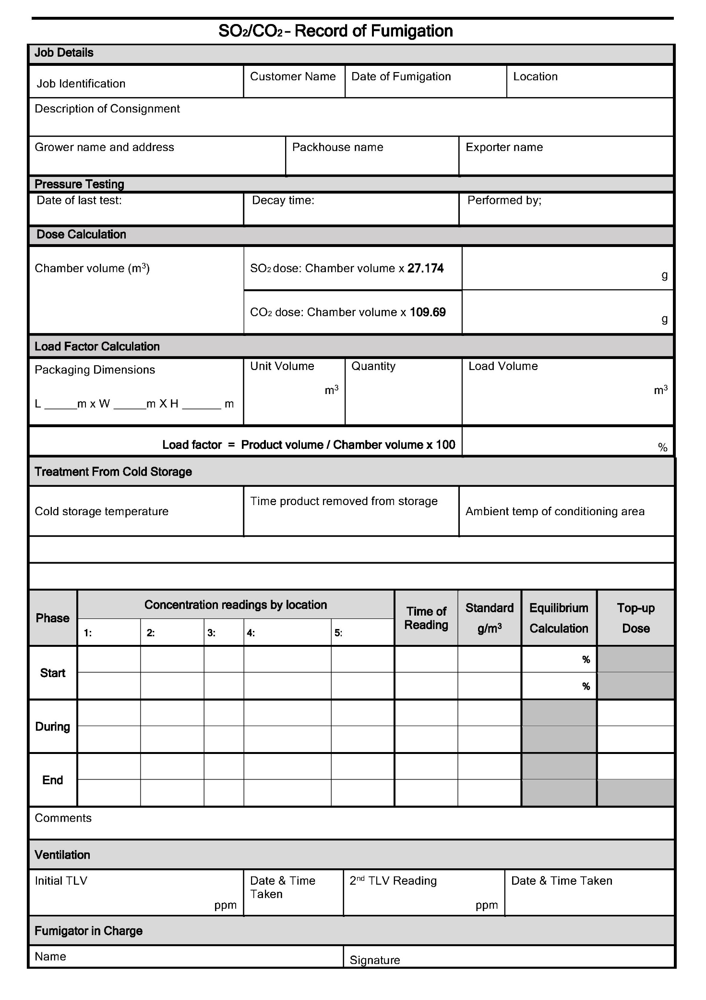 SO₂/CO₂ – Record of Fumigation
Job Details
Job Identification
Customer Name
Date of Fumigation
Location
Description of Consignment
Grower name and address
Packhouse name
Exporter name
Pressure Testing
Date of last test:
Decay time:
Performed by;
Dose Calculation
Chamber volume (m³)
SO₂ dose: Chamber volume x 27.174
g
CO₂ dose: Chamber volume x 109.69
g
Load Factor Calculation
Packaging Dimensions
L _____m x W _____m X H ______ m
Unit Volume
m³
Quantity
Load Volume
m³
Load factor = Product volume / Chamber volume x 100
%
Treatment From Cold Storage
Cold storage temperature
Time product removed from storage
Ambient temp of conditioning area
Phase
Concentration readings by location
1:
2:
3:
4:
5:
Time of
Reading
Standard
g/m³
Equilibrium
Calculation
Top-up
Dose
Start
%
%
During
End
Comments
Ventilation
Initial TLV
ppm
Date & Time
Taken
2nd TLV Reading
ppm
Date & Time Taken
Fumigator in Charge
Name
Signature